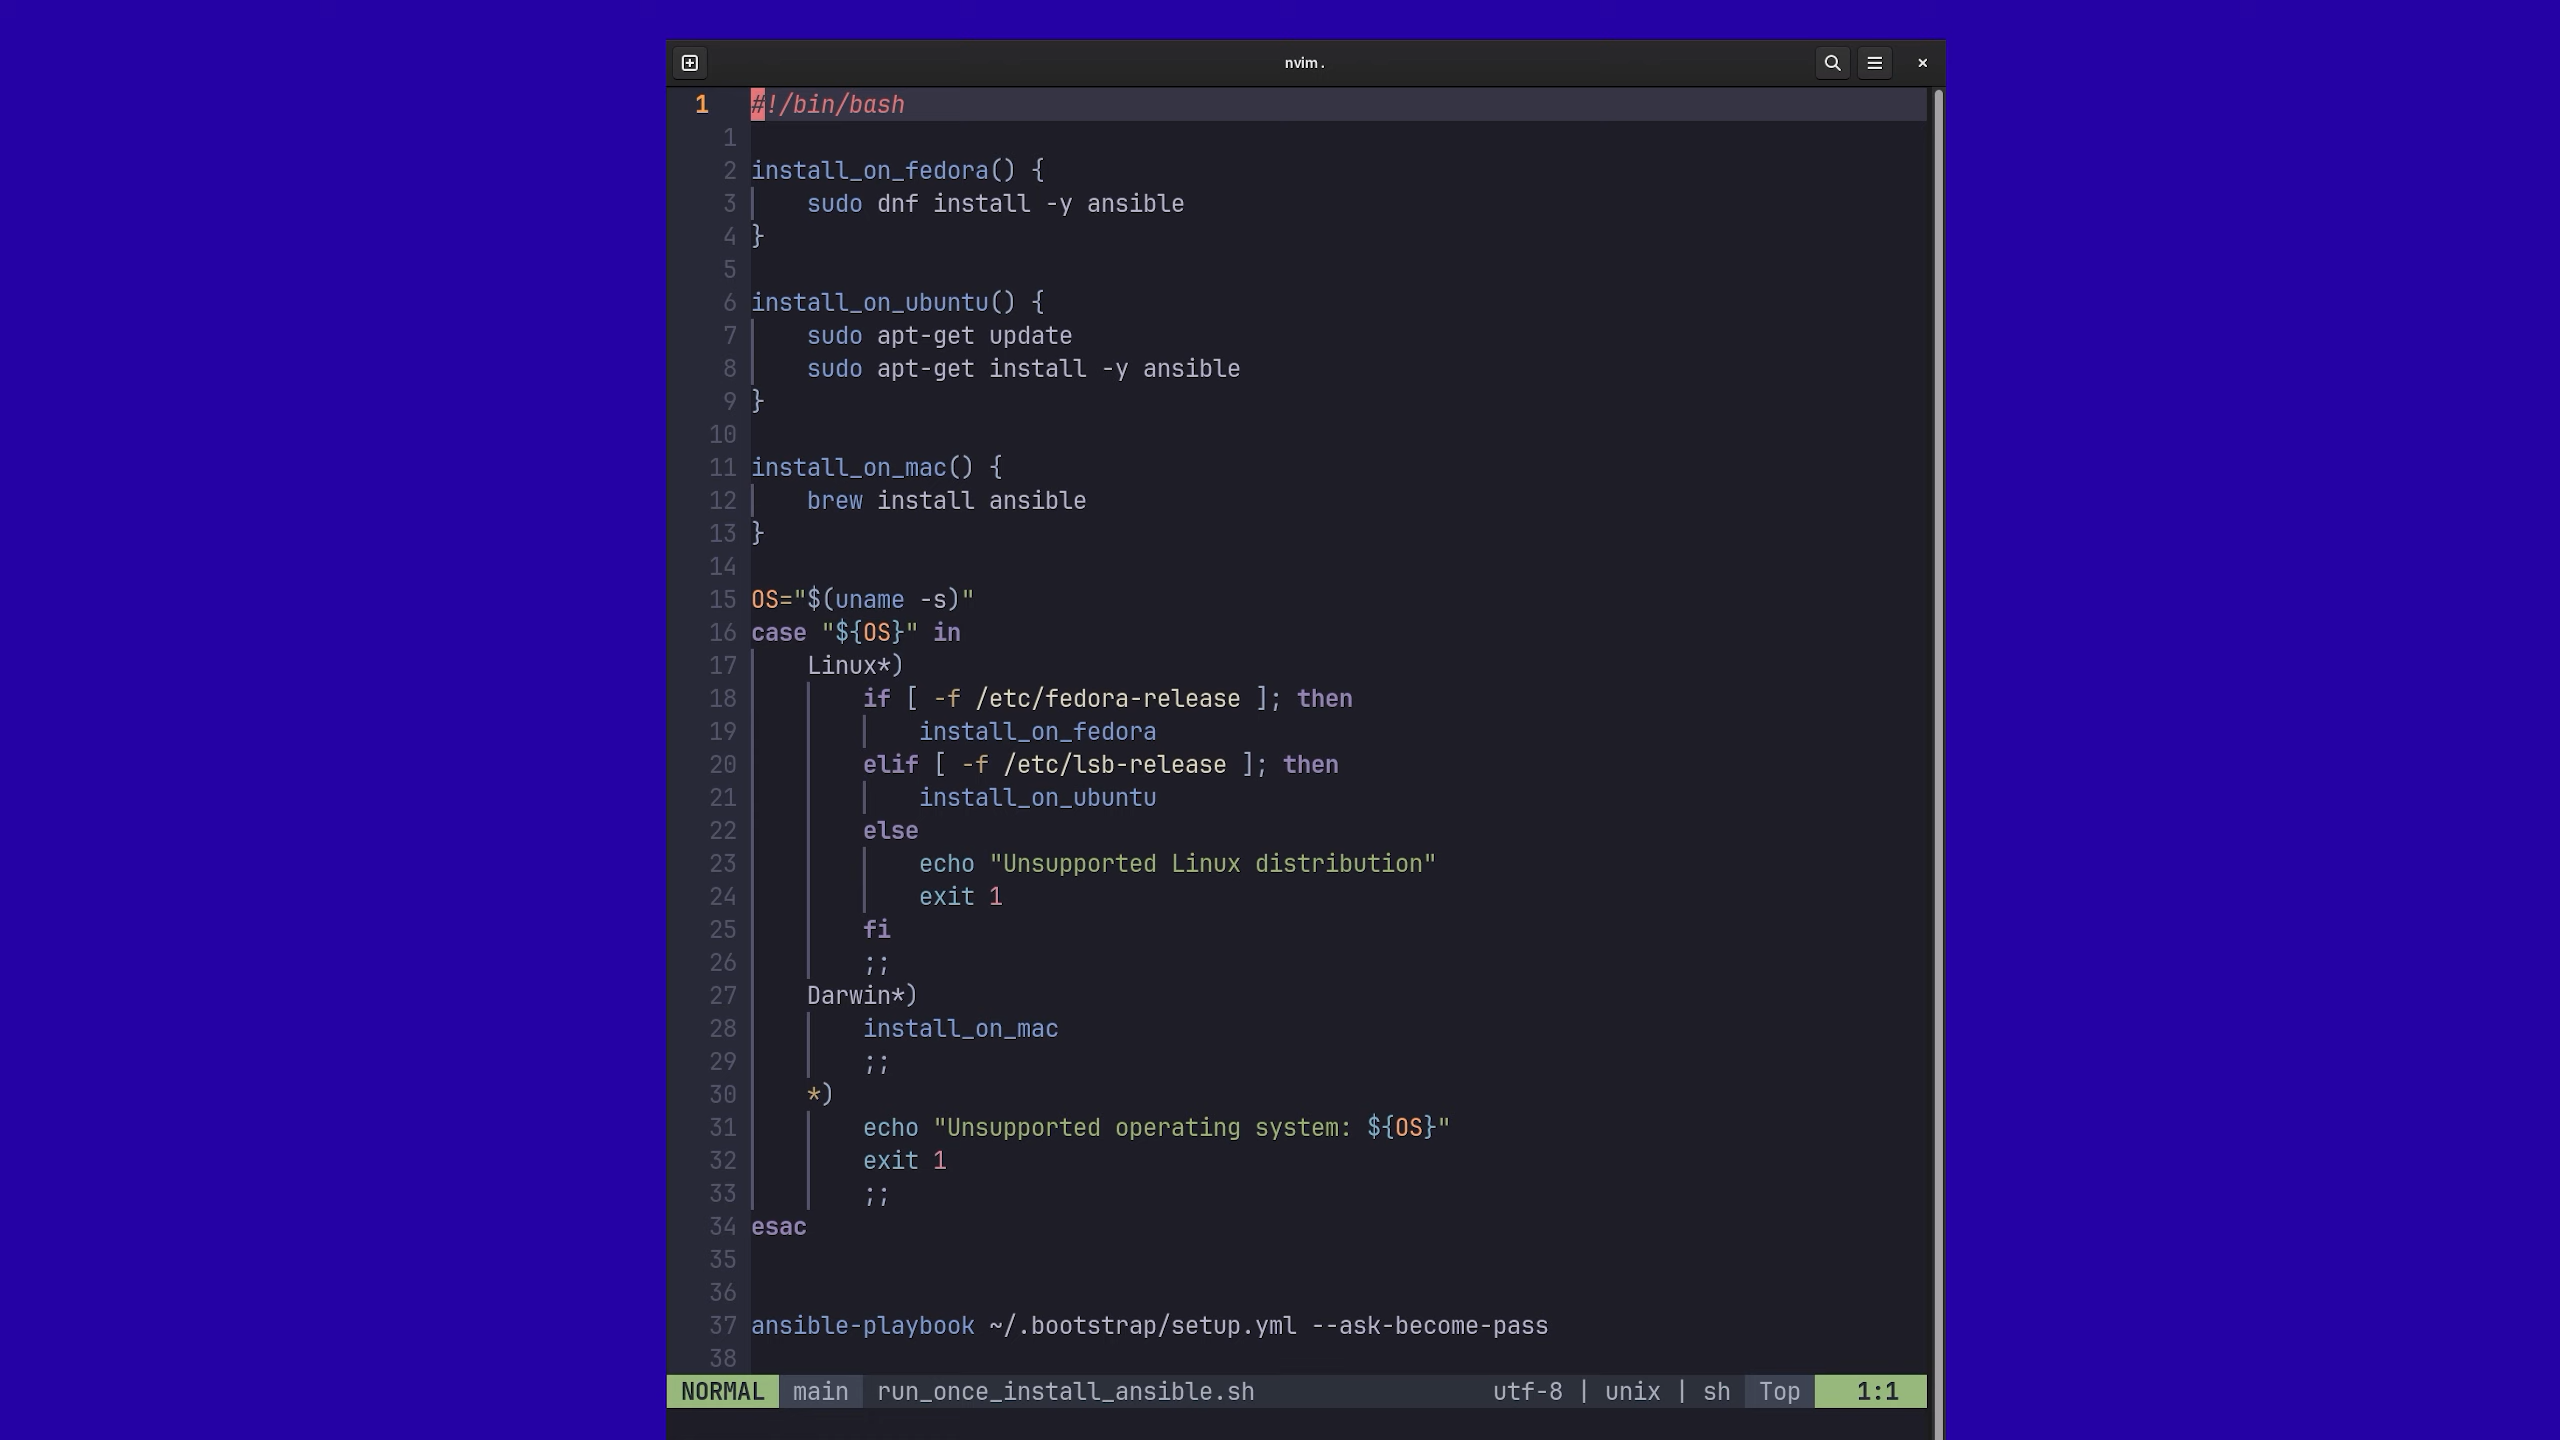 nvim .
1 #!/bin/bash
1
2 install_on_fedora() {
3     sudo dnf install -y ansible
4 }
5
6 install_on_ubuntu() {
7     sudo apt-get update
8     sudo apt-get install -y ansible
9 }
10
11 install_on_mac() {
12     brew install ansible
13 }
14
15 OS="$(uname -s)"
16 case "${OS}" in
17     Linux*)
18         if [ -f /etc/fedora-release ]; then
19             install_on_fedora
20         elif [ -f /etc/lsb-release ]; then
21             install_on_ubuntu
22         else
23             echo "Unsupported Linux distribution"
24             exit 1
25         fi
26         ;;
27     Darwin*)
28         install_on_mac
29         ;;
30     *)
31         echo "Unsupported operating system: ${OS}"
32         exit 1
33         ;;
34 esac
35
36
37 ansible-playbook ~/.bootstrap/setup.yml --ask-become-pass
38
NORMAL main run_once_install_ansible.sh utf-8 | unix | sh Top 1:1